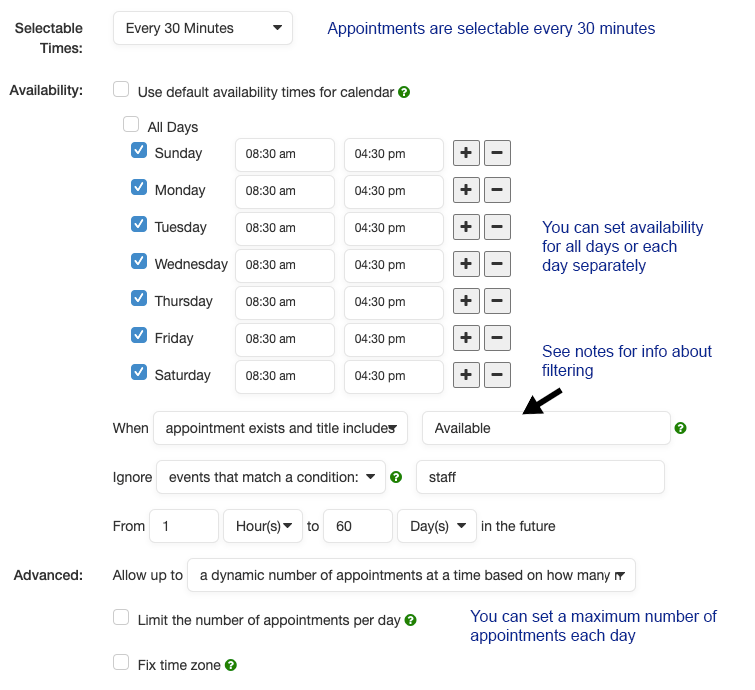 Selectable Times:
Every 30 Minutes
Appointments are selectable every 30 minutes
Availability:
Use default availability times for calendar ?
All Days
Sunday 08:30 am 04:30 pm + −
Monday 08:30 am 04:30 pm + −
Tuesday 08:30 am 04:30 pm + −
Wednesday 08:30 am 04:30 pm + −
Thursday 08:30 am 04:30 pm + −
Friday 08:30 am 04:30 pm + −
Saturday 08:30 am 04:30 pm + −
You can set availability
for all days or each
day separately
See notes for info about
filtering
When appointment exists and title includes Available ?
Ignore events that match a condition: ? staff
From 1 Hour(s) to 60 Day(s) in the future
Advanced:
Allow up to a dynamic number of appointments at a time based on how many
Limit the number of appointments per day ?
You can set a maximum number of
appointments each day
Fix time zone ?